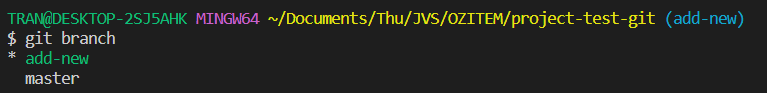 TRAN@DESKTOP-2SJ5AHK MINGW64 ~/Documents/Thu/JVS/OZITEM/project-test-git (add-new)
$ git branch
* add-new
  master